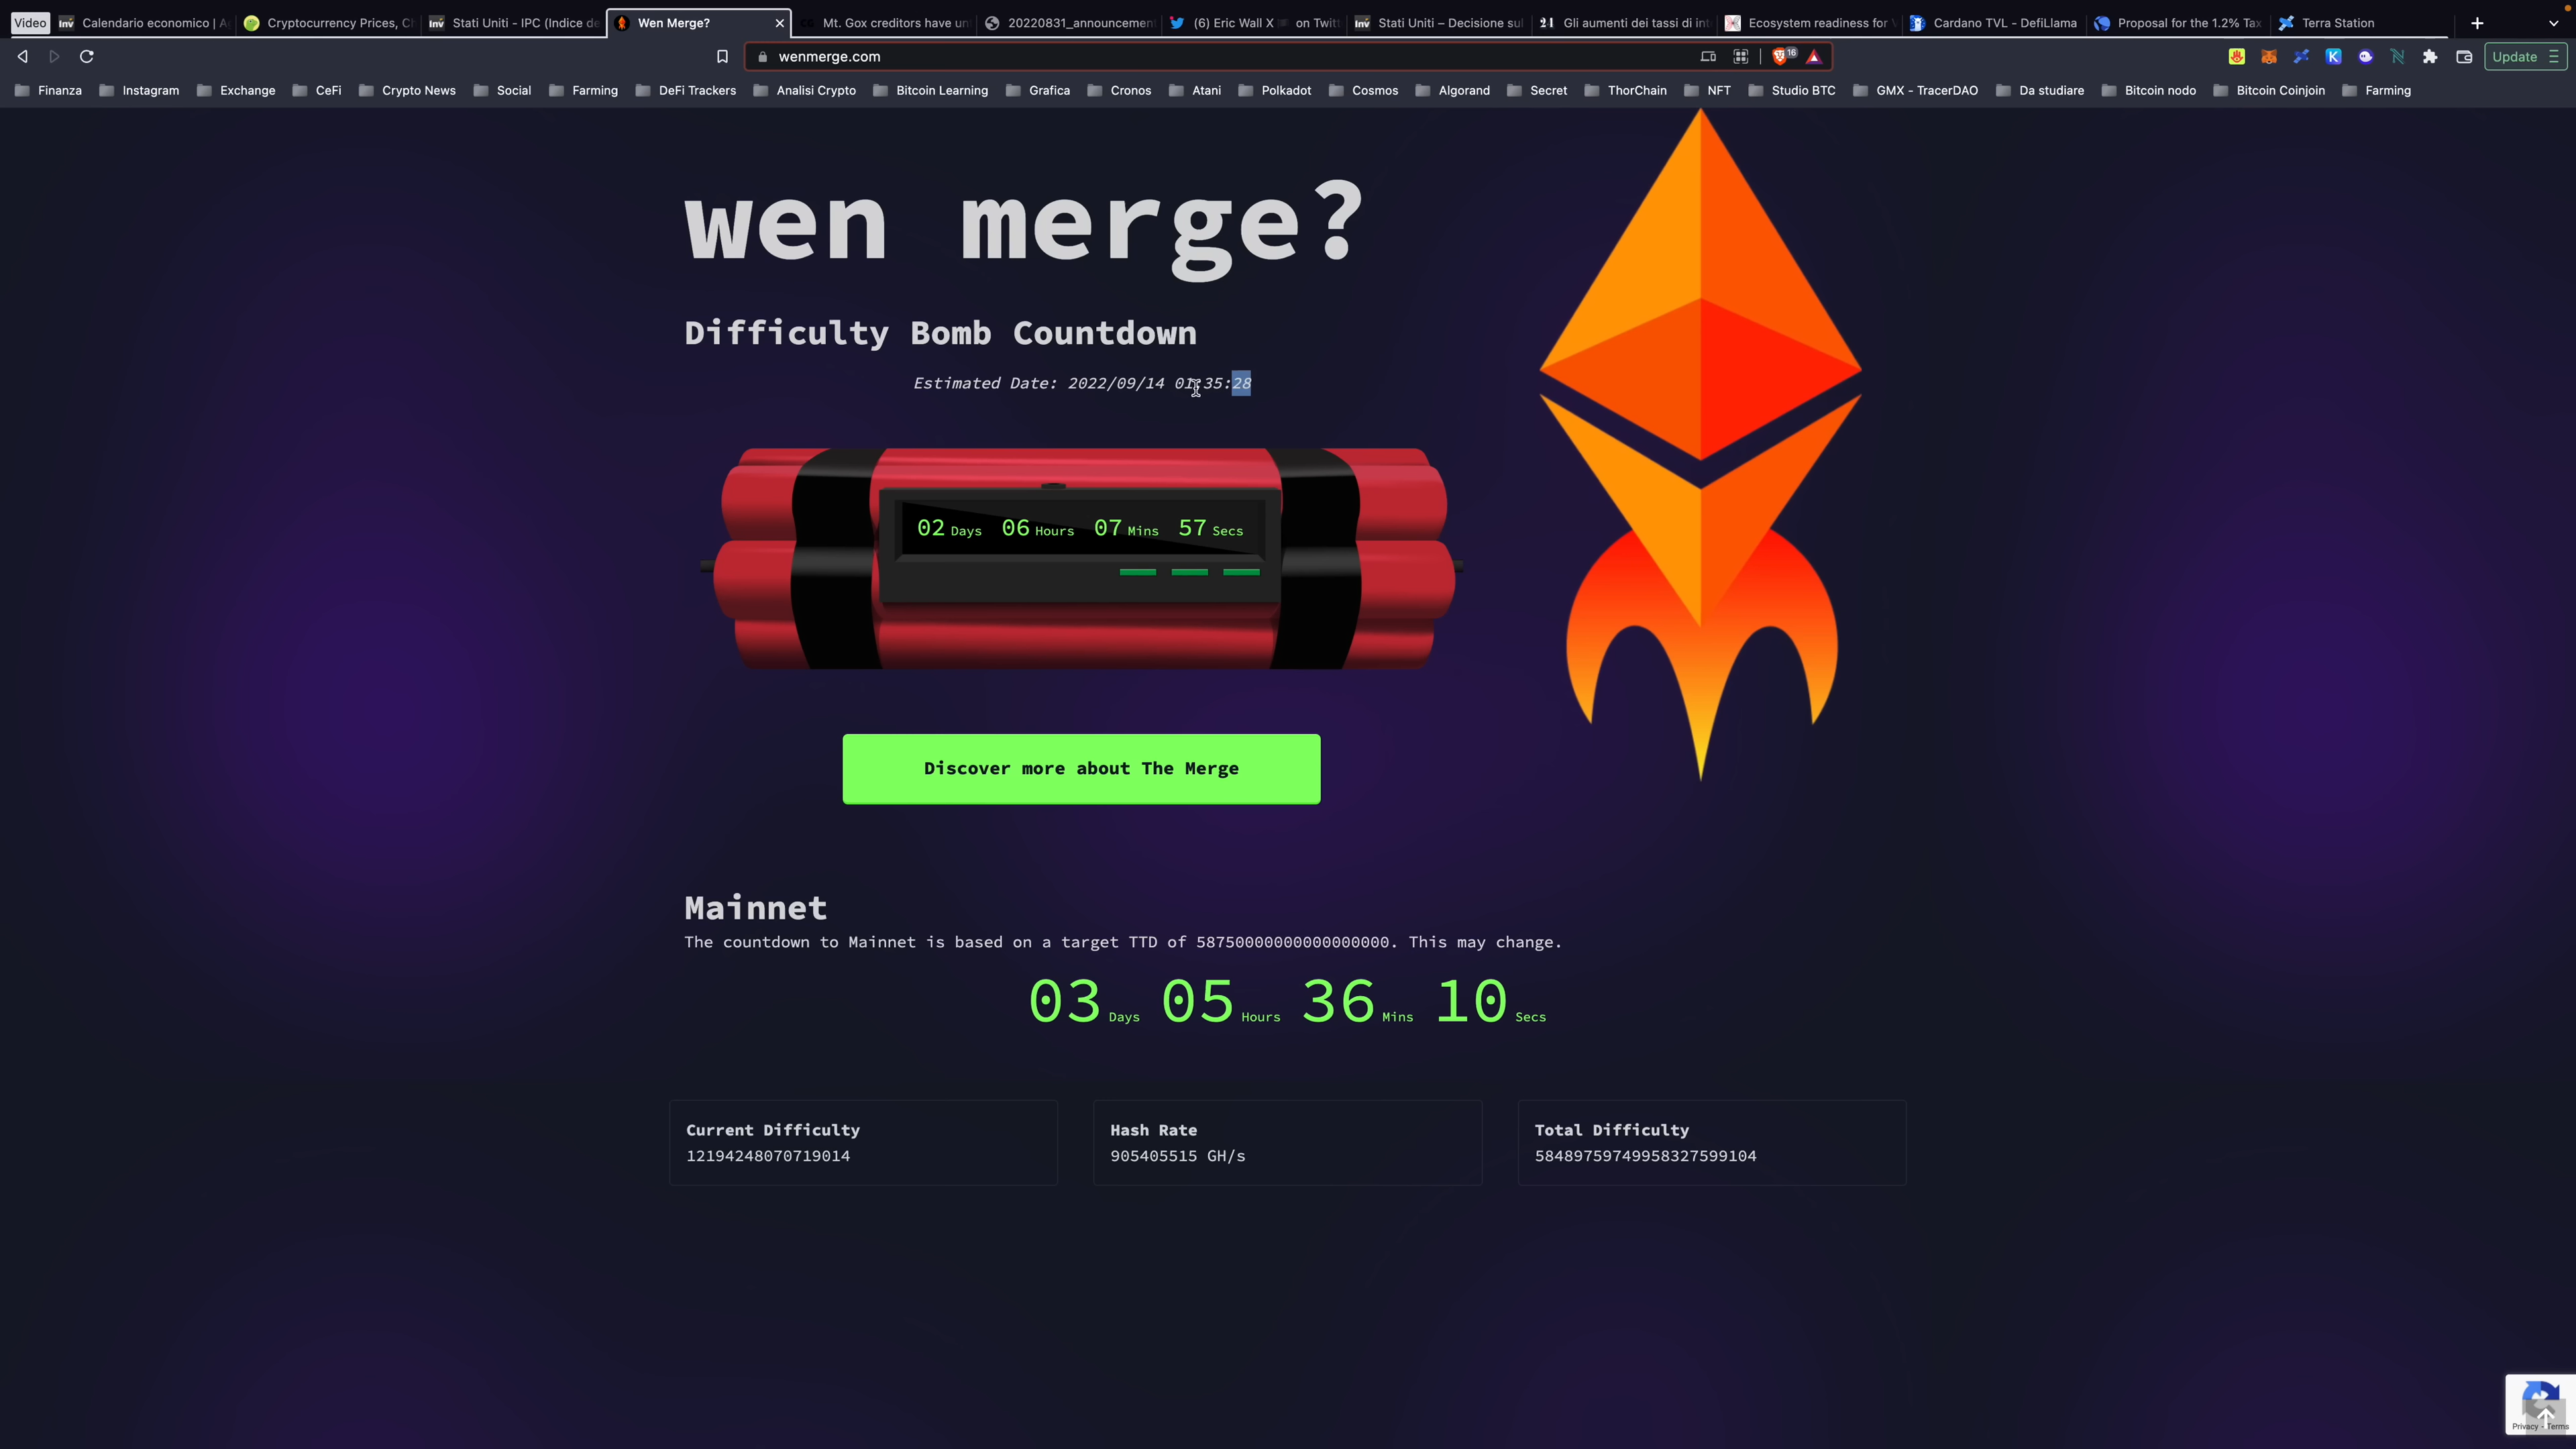 Video
Calendario economico | A
Cryptocurrency Prices, C
Stati Uniti - IPC (Indice de
Wen Merge?
Mt. Gox creditors have un
20220831_announcemen
(6) Eric Wall X on Twit
Stati Uniti – Decisione sul
Gli aumenti dei tassi di int
Ecosystem readiness for
Cardano TVL - DefiLlama
Proposal for the 1.2% Tax
Terra Station
wenmerge.com
16
Update
Finanza
Instagram
Exchange
CeFi
Crypto News
Social
Farming
DeFi Trackers
Analisi Crypto
Bitcoin Learning
Grafica
Cronos
Atani
Polkadot
Cosmos
Algorand
Secret
ThorChain
NFT
Studio BTC
GMX - TracerDAO
Da studiare
Bitcoin nodo
Bitcoin Coinjoin
Farming
wen merge?
Difficulty Bomb Countdown
Estimated Date: 2022/09/14 01:35:28
02 Days 06 Hours 07 Mins 57 Secs
Discover more about The Merge
Mainnet
The countdown to Mainnet is based on a target TTD of 58750000000000000000. This may change.
03 Days 05 Hours 36 Mins 10 Secs
Current Difficulty
12194248070719014
Hash Rate
905405515 GH/s
Total Difficulty
58489759749958327599104
Privacy - Terms